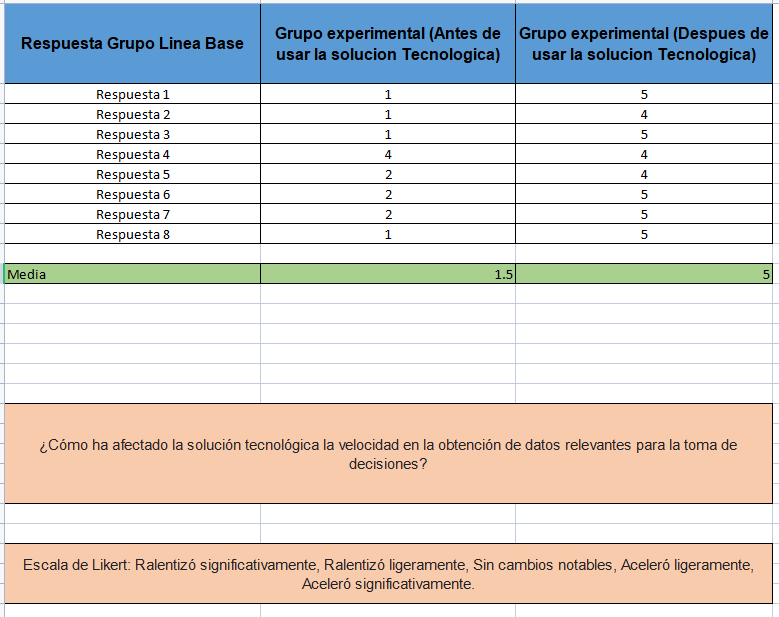 Respuesta Grupo Linea Base
Grupo experimental (Antes de
usar la solucion Tecnologica)
Grupo experimental (Despues de
usar la solucion Tecnologica)
Respuesta 1 1 5
Respuesta 2 1 4
Respuesta 3 1 5
Respuesta 4 4 4
Respuesta 5 2 4
Respuesta 6 2 5
Respuesta 7 2 5
Respuesta 8 1 5
Media 1.5 5
¿Cómo ha afectado la solución tecnológica la velocidad en la obtención de datos relevantes para la toma de
decisiones?
Escala de Likert: Ralentizó significativamente, Ralentizó ligeramente, Sin cambios notables, Aceleró ligeramente,
Aceleró significativamente.